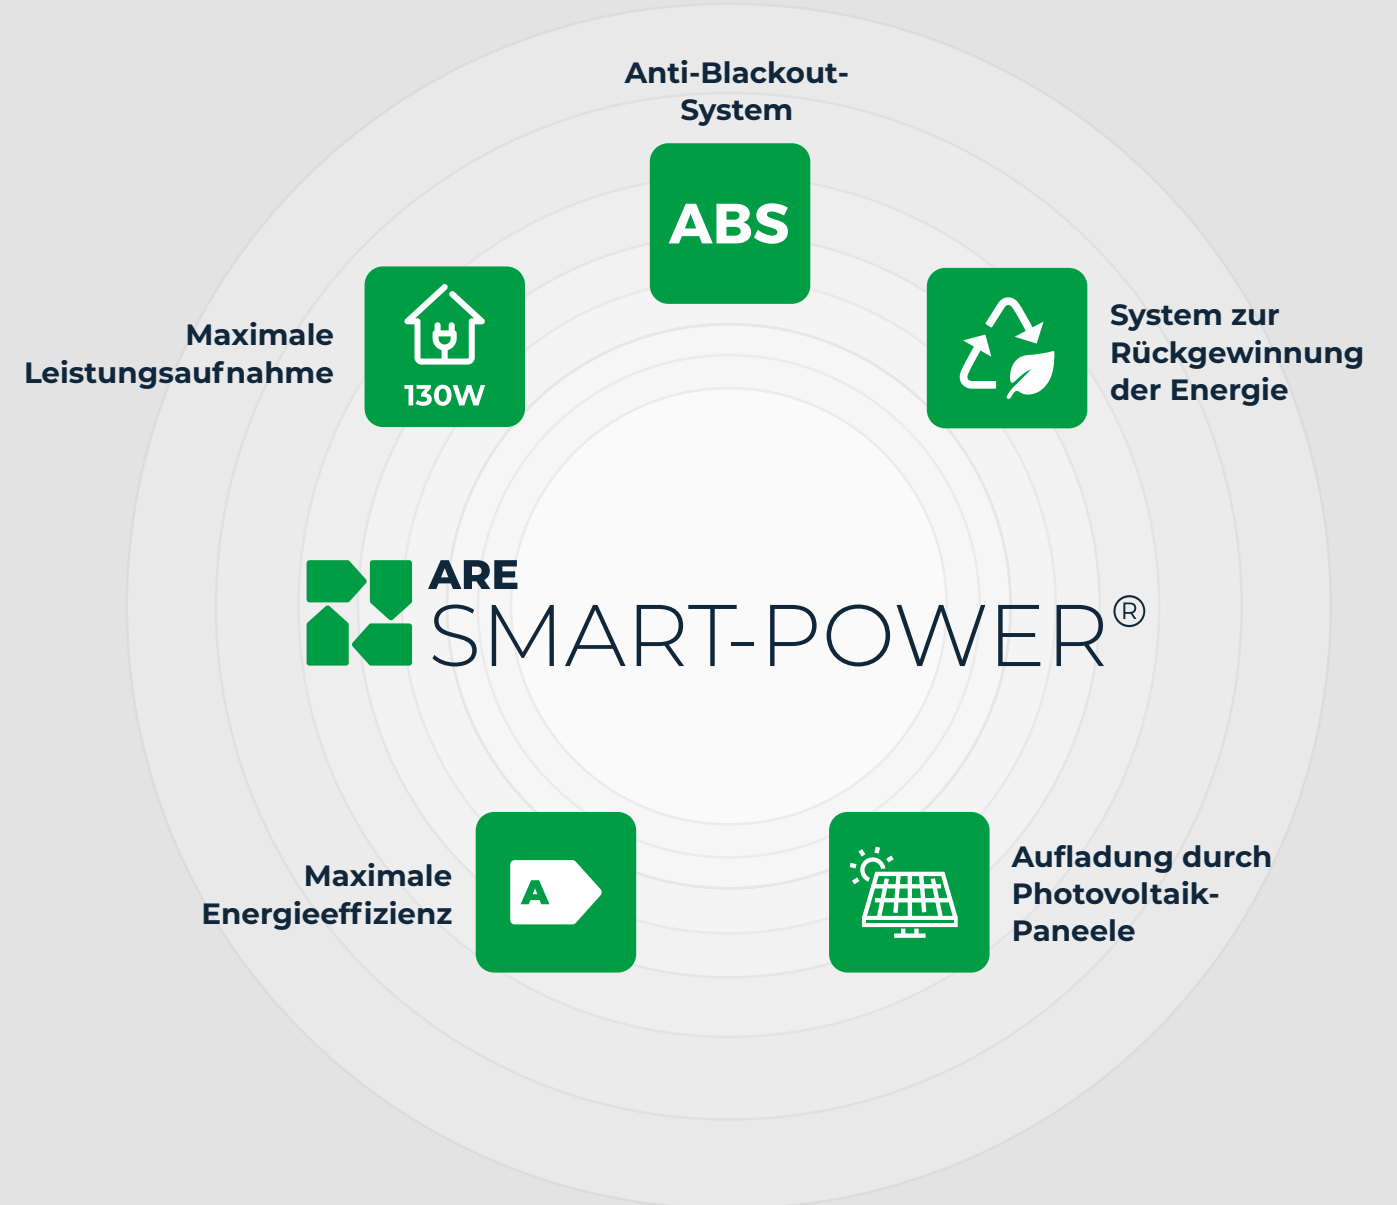 Anti-Blackout-
System
ABS
Maximale
Leistungsaufnahme
130W
System zur
Rückgewinnung
der Energie
ARE
SMART-POWER®
Maximale
Energieeffizienz
A
Aufladung durch
Photovoltaik-
Paneele